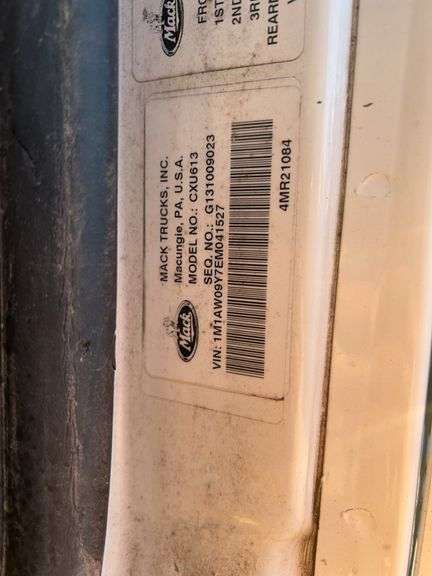 Mack
FRO
1ST
2ND
3RD
REAR
Mack
MACK TRUCKS, INC.
Macungie, PA, U.S.A.
MODEL NO.: CXU613
SEQ. NO.: G131009023
VIN: 1M1AW09Y7EM041527
4MR21084